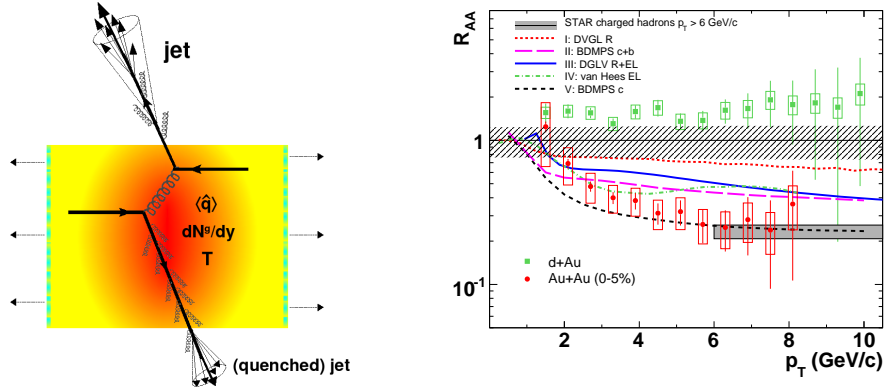 jet
⟨q̂⟩
dNᵍ/dy
T
(quenched) jet
R_AA
STAR charged hadrons p_T > 6 GeV/c
I: DVGL R
II: BDMPS c+b
III: DGLV R+EL
IV: van Hees EL
V: BDMPS c
1
10⁻¹
d+Au
Au+Au (0-5%)
2 4 6 8 10
p_T (GeV/c)